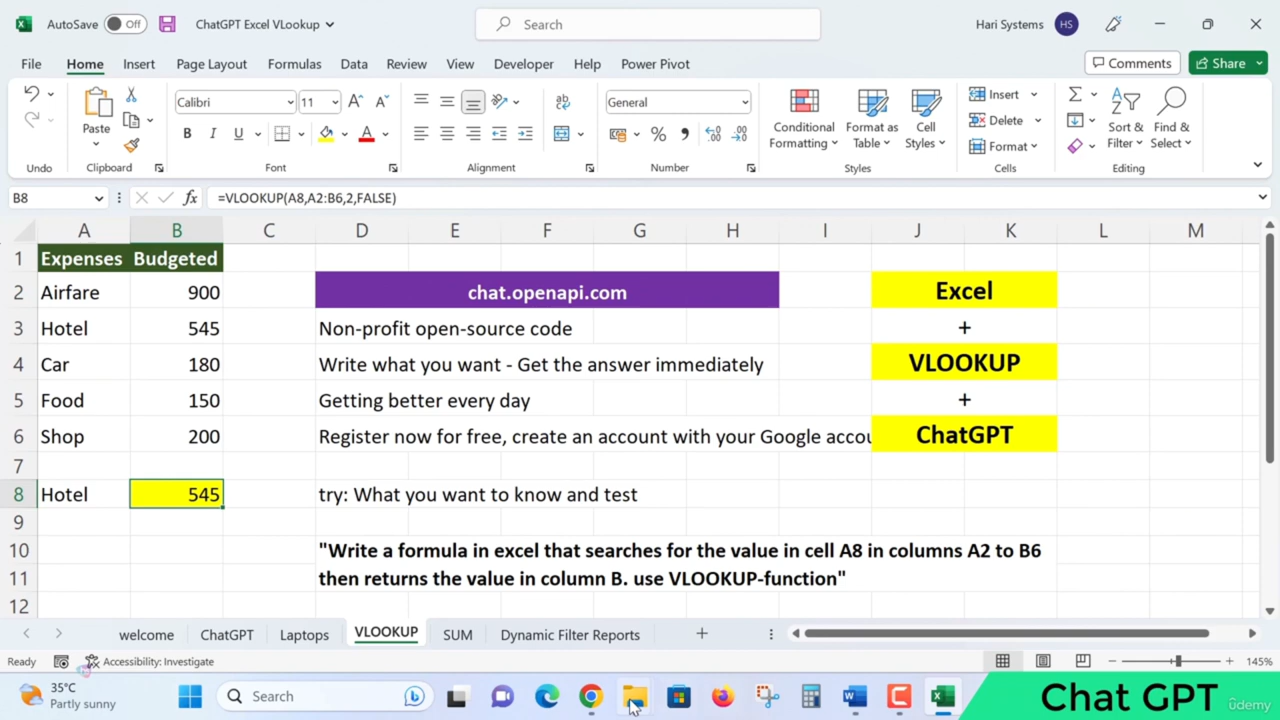 AutoSave Off ChatGPT Excel VLookup Search Hari Systems HS
File Home Insert Page Layout Formulas Data Review View Developer Help Power Pivot Comments Share
Calibri 11 General Insert
Paste B I U A Conditional Formatting Format as Table Cell Styles Delete Sort & Filter Find & Select
Format
Undo Clipboard Font Alignment Number Styles Cells Editing
B8 fx =VLOOKUP(A8,A2:B6,2,FALSE)
A B C D E F G H I J K L M
1 Expenses Budgeted
2 Airfare 900 chat.openapi.com Excel
3 Hotel 545 Non-profit open-source code +
4 Car 180 Write what you want - Get the answer immediately VLOOKUP
5 Food 150 Getting better every day +
6 Shop 200 Register now for free, create an account with your Google accou ChatGPT
7
8 Hotel 545 try: What you want to know and test
9
10 "Write a formula in excel that searches for the value in cell A8 in columns A2 to B6
11 then returns the value in column B. use VLOOKUP-function"
12
welcome ChatGPT Laptops VLOOKUP SUM Dynamic Filter Reports
Ready Accessibility: Investigate 145%
35°C
Partly sunny
Search
Chat GPT
ûdemy